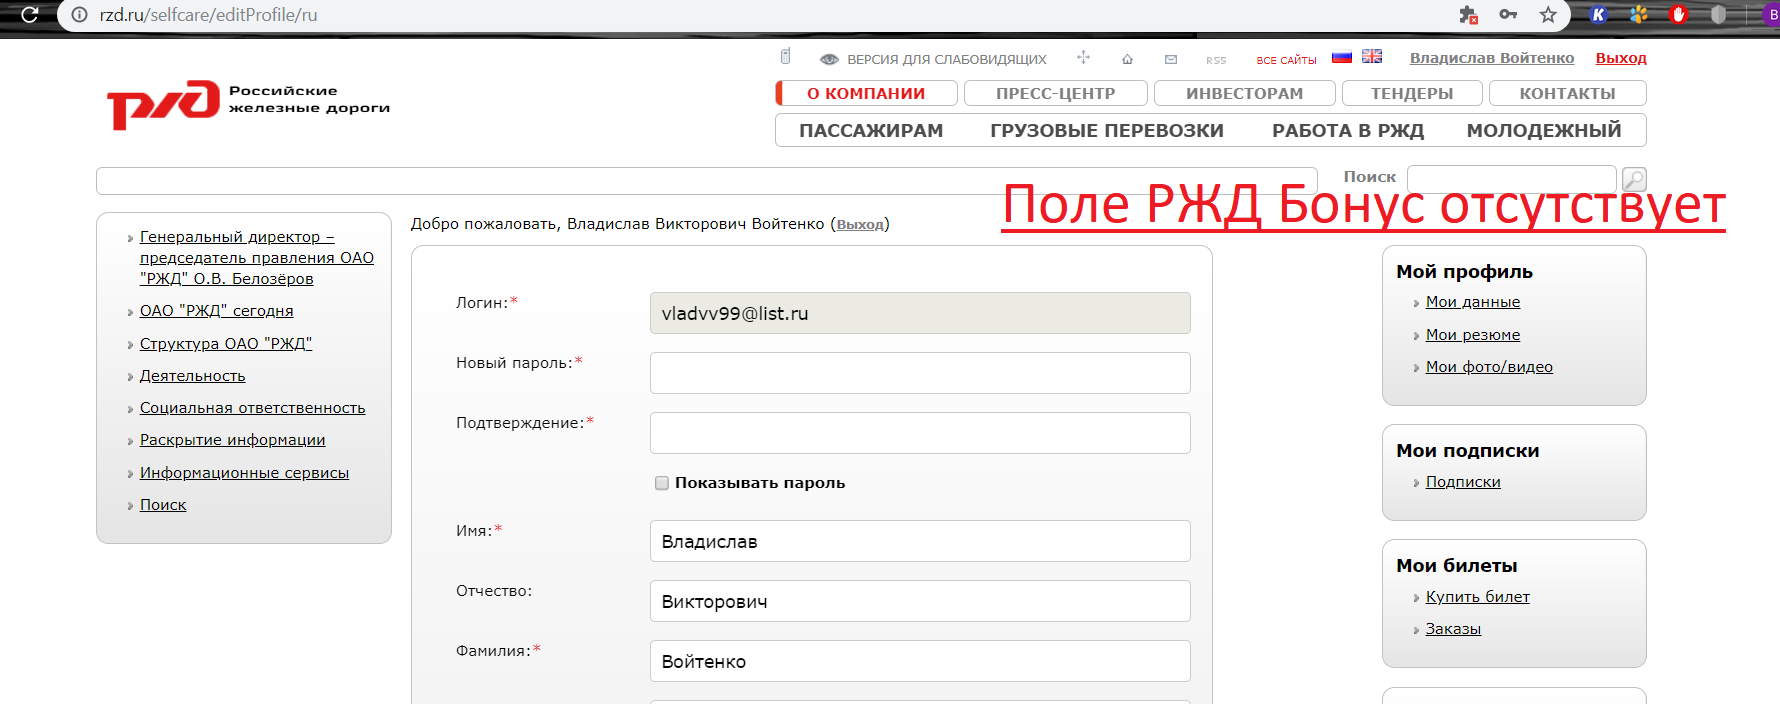 rzd.ru/selfcare/editProfile/ru
K
В
ВЕРСИЯ ДЛЯ СЛАБОВИДЯЩИХ
RSS
ВСЕ САЙТЫ
Владислав Войтенко
Выход
ржд
Российские
железные дороги
О КОМПАНИИ
ПРЕСС-ЦЕНТР
ИНВЕСТОРАМ
ТЕНДЕРЫ
КОНТАКТЫ
ПАССАЖИРАМ
ГРУЗОВЫЕ ПЕРЕВОЗКИ
РАБОТА В РЖД
МОЛОДЕЖНЫЙ
Поиск
Поле РЖД Бонус отсутствует
Генеральный директор –
председатель правления ОАО
"РЖД" О.В. Белозёров
ОАО "РЖД" сегодня
Структура ОАО "РЖД"
Деятельность
Социальная ответственность
Раскрытие информации
Информационные сервисы
Поиск
Добро пожаловать, Владислав Викторович Войтенко (Выход)
Логин:*
vladvv99@list.ru
Новый пароль:*
Подтверждение:*
Показывать пароль
Имя:*
Владислав
Отчество:
Викторович
Фамилия:*
Войтенко
Мой профиль
Мои данные
Мои резюме
Мои фото/видео
Мои подписки
Подписки
Мои билеты
Купить билет
Заказы